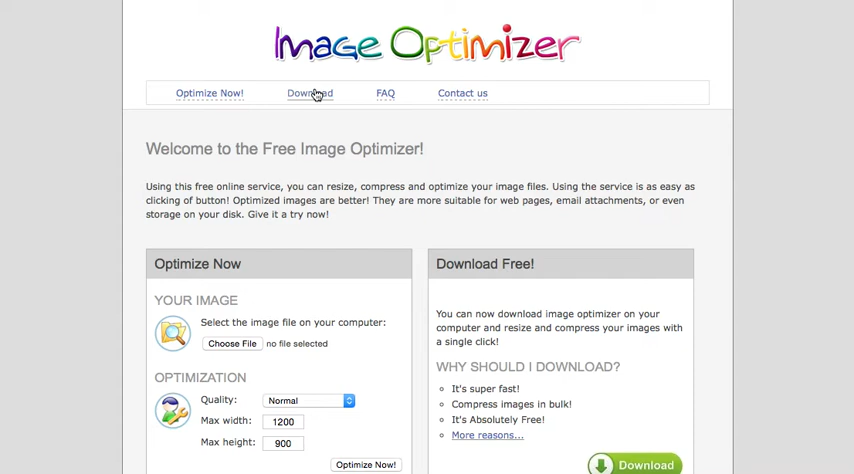 Image Optimizer
Optimize Now!
Download
FAQ
Contact us
Welcome to the Free Image Optimizer!
Using this free online service, you can resize, compress and optimize your image files. Using the service is as easy as
clicking of button! Optimized images are better! They are more suitable for web pages, email attachments, or even
storage on your disk. Give it a try now!
Optimize Now
YOUR IMAGE
Select the image file on your computer:
Choose File no file selected
OPTIMIZATION
Quality: Normal
Max width: 1200
Max height: 900
Optimize Now!
Download Free!
You can now download image optimizer on your
computer and resize and compress your images with
a single click!
WHY SHOULD I DOWNLOAD?
It's super fast!
Compress images in bulk!
It's Absolutely Free!
More reasons...
Download